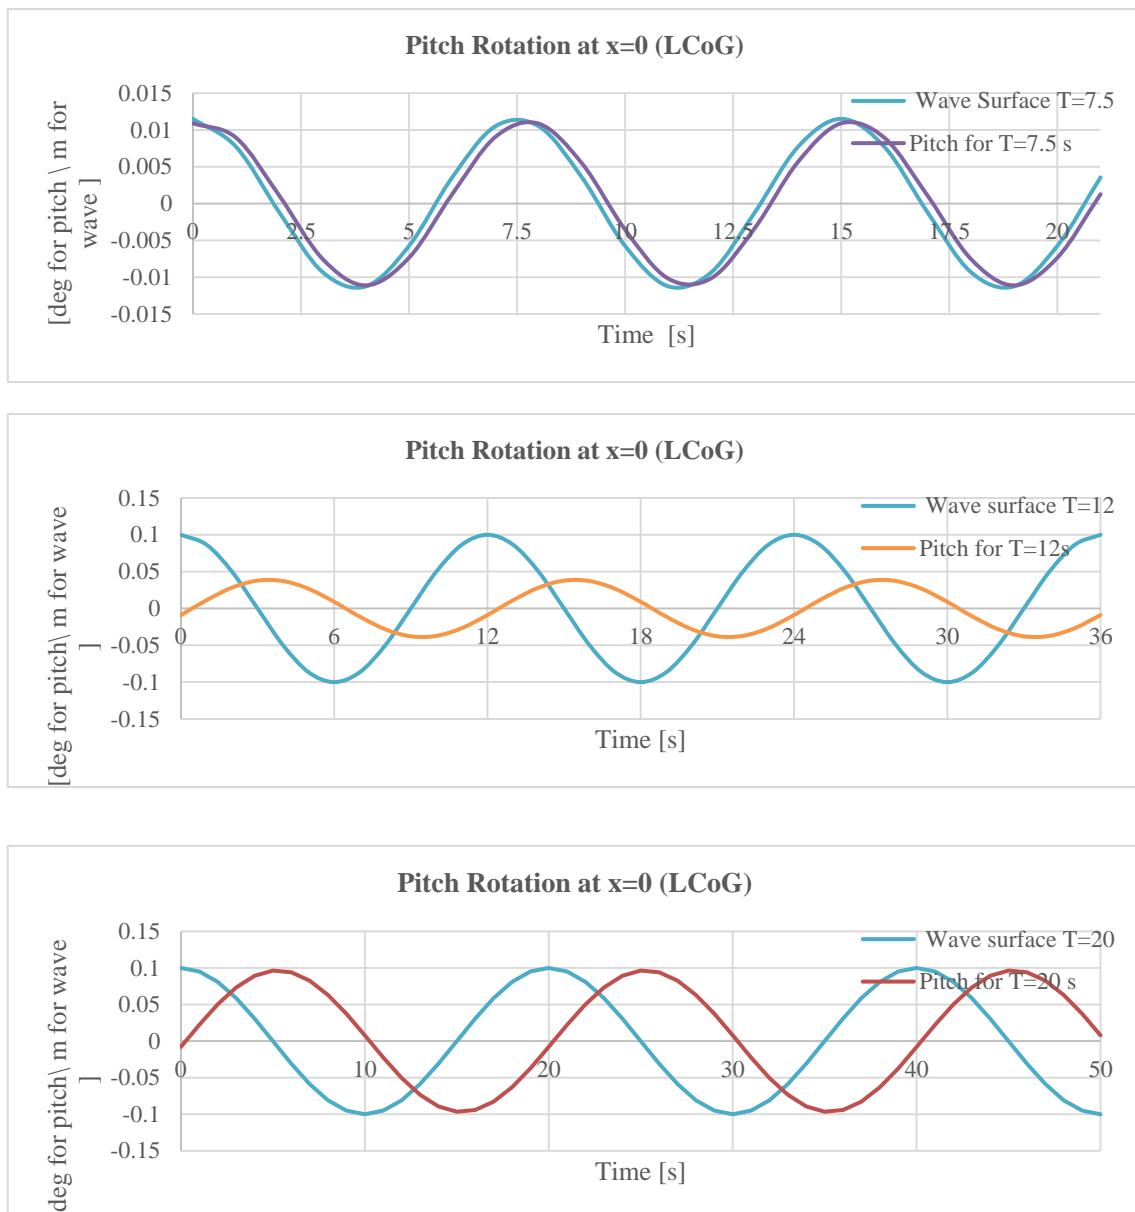 Pitch Rotation at x=0 (LCoG)
[deg for pitch \ m for
wave ]
0.015
0.01
0.005
0
-0.005
-0.01
-0.015
0
2.5
5
7.5
10
12.5
15
17.5
20
Wave Surface T=7.5
Pitch for T=7.5 s
Time [s]
Pitch Rotation at x=0 (LCoG)
[deg for pitch\ m for wave
]
0.15
0.1
0.05
0
-0.05
-0.1
-0.15
0
6
12
18
24
30
36
Wave surface T=12
Pitch for T=12s
Time [s]
Pitch Rotation at x=0 (LCoG)
deg for pitch\ m for wave
]
0.15
0.1
0.05
0
-0.05
-0.1
-0.15
0
10
20
30
40
50
Wave surface T=20
Pitch for T=20 s
Time [s]